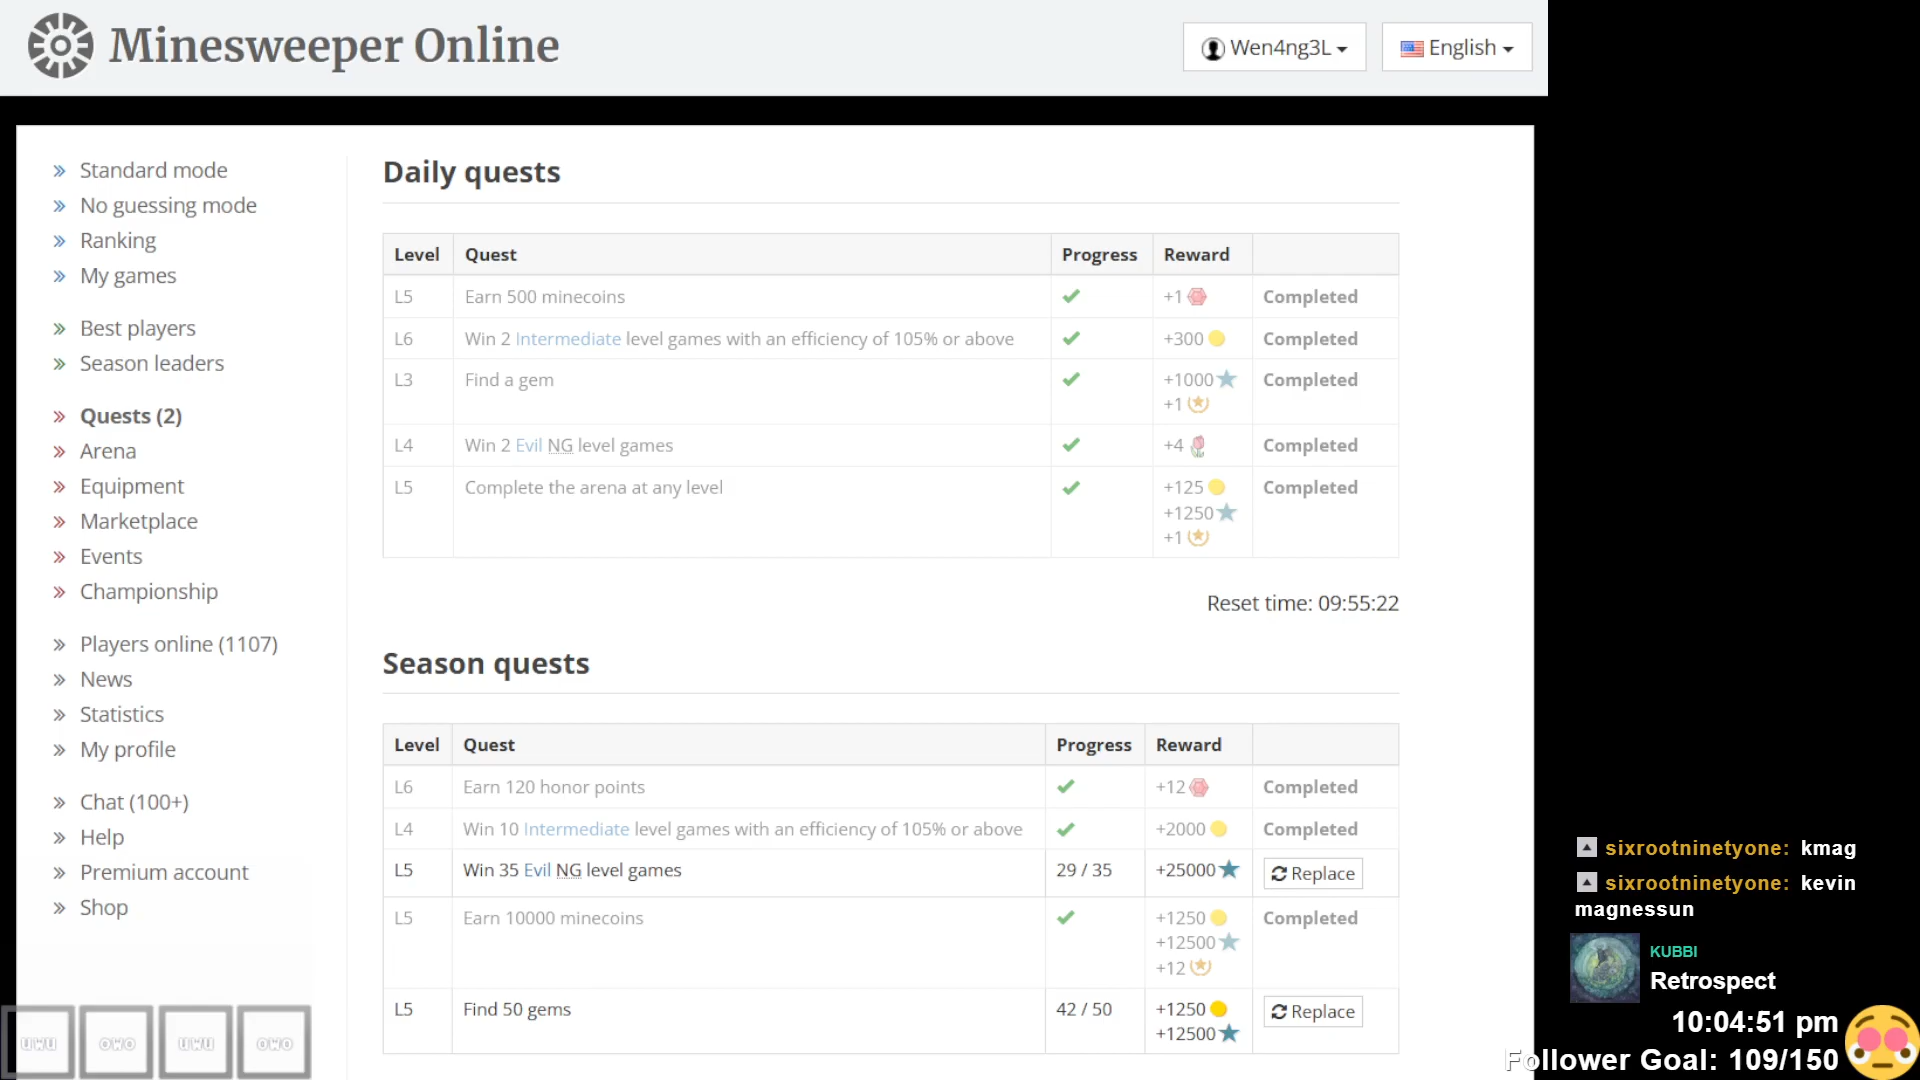 Minesweeper Online
Wen4ng3L
English
Standard mode
No guessing mode
Ranking
My games
Best players
Season leaders
Quests (2)
Arena
Equipment
Marketplace
Events
Championship
Players online (1107)
News
Statistics
My profile
Chat (100+)
Help
Premium account
Shop
Daily quests
Level Quest Progress Reward
L5 Earn 500 minecoins +1 Completed
L6 Win 2 Intermediate level games with an efficiency of 105% or above +300 Completed
L3 Find a gem +1000 Completed
+1
L4 Win 2 Evil NG level games +4 Completed
L5 Complete the arena at any level +125 Completed
+1250
+1
Reset time: 09:55:22
Season quests
Level Quest Progress Reward
L6 Earn 120 honor points +12 Completed
L4 Win 10 Intermediate level games with an efficiency of 105% or above +2000 Completed
L5 Win 35 Evil NG level games 29 / 35 +25000 Replace
L5 Earn 10000 minecoins +1250 Completed
+12500
+12
L5 Find 50 gems 42 / 50 +1250 Replace
+12500
UWU OWO UWU OWO
sixrootninetyone: kmag
sixrootninetyone: kevin
magnessun
KUBBI
Retrospect
10:04:51 pm
Follower Goal: 109/150